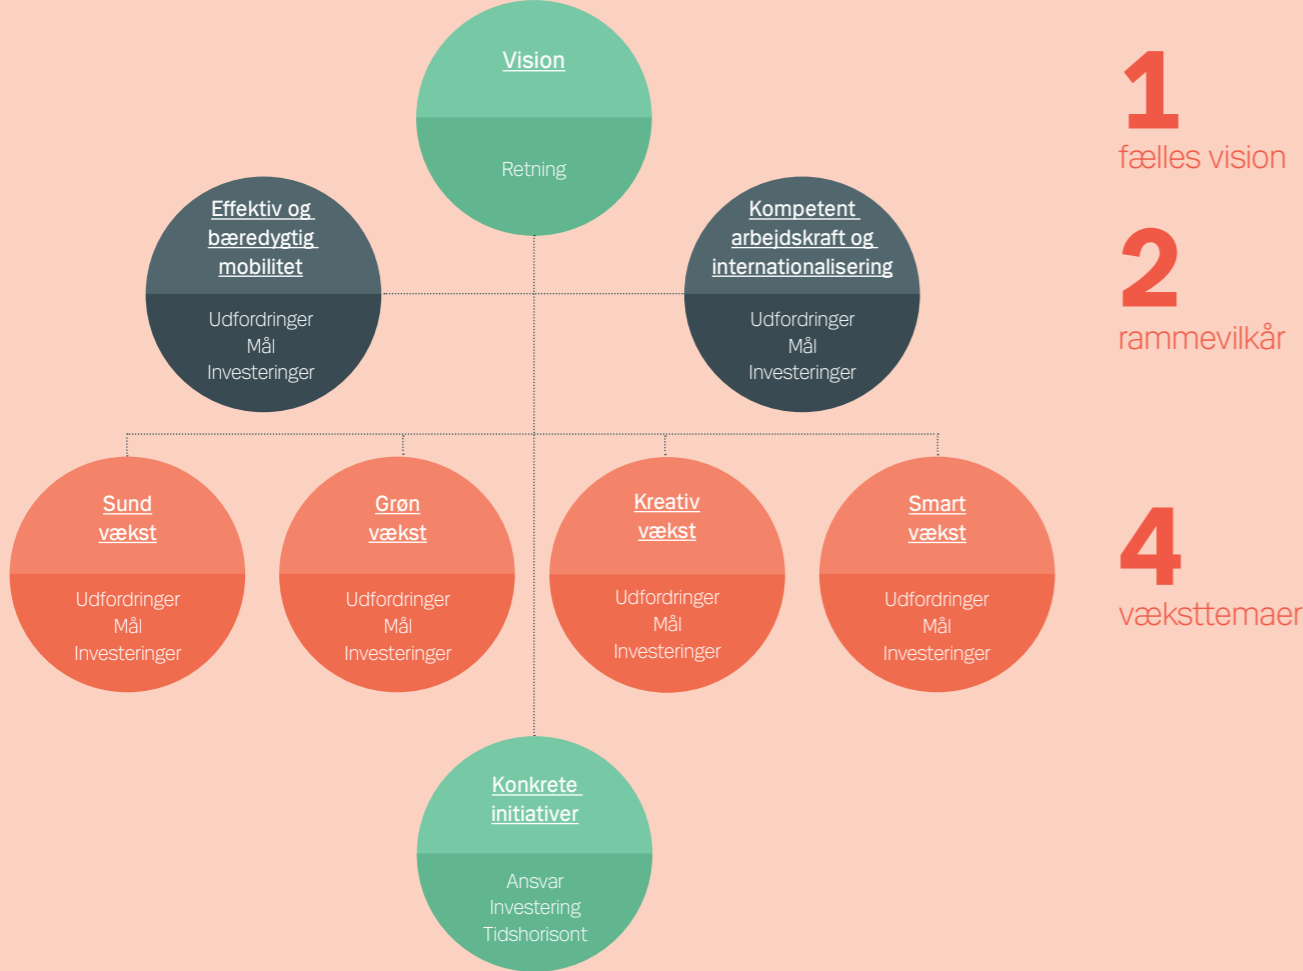 Vision
Retning
1
fælles vision
Effektiv og
bæredygtig
mobilitet
Udfordringer
Mål
Investeringer
Kompetent
arbejdskraft og
internationalisering
Udfordringer
Mål
Investeringer
2
rammevilkår
Sund
vækst
Udfordringer
Mål
Investeringer
Grøn
vækst
Udfordringer
Mål
Investeringer
Kreativ
vækst
Udfordringer
Mål
Investeringer
Smart
vækst
Udfordringer
Mål
Investeringer
4
væksttemaer
Konkrete
initiativer
Ansvar
Investering
Tidshorisont